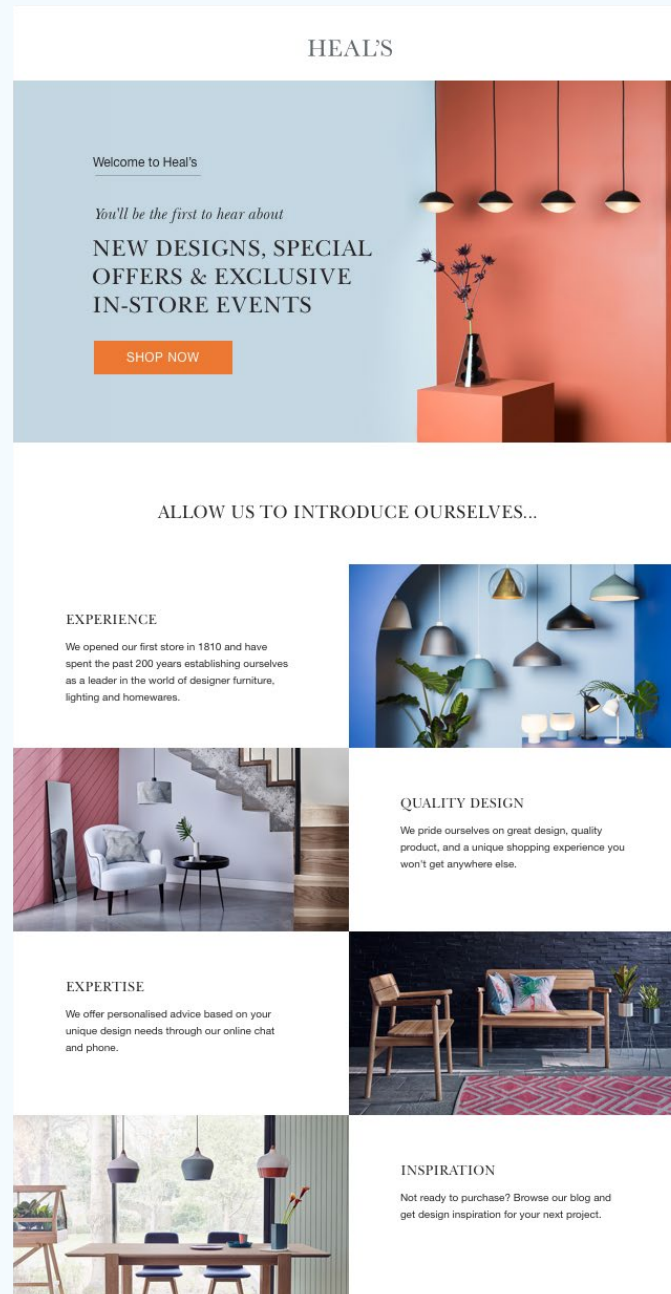 HEAL'S
Welcome to Heal's
You'll be the first to hear about
NEW DESIGNS, SPECIAL
OFFERS & EXCLUSIVE
IN-STORE EVENTS
SHOP NOW
ALLOW US TO INTRODUCE OURSELVES...
EXPERIENCE
We opened our first store in 1810 and have
spent the past 200 years establishing ourselves
as a leader in the world of designer furniture,
lighting and homewares.
QUALITY DESIGN
We pride ourselves on great design, quality
product, and a unique shopping experience you
won't get anywhere else.
EXPERTISE
We offer personalised advice based on your
unique design needs through our online chat
and phone.
INSPIRATION
Not ready to purchase? Browse our blog and
get design inspiration for your next project.